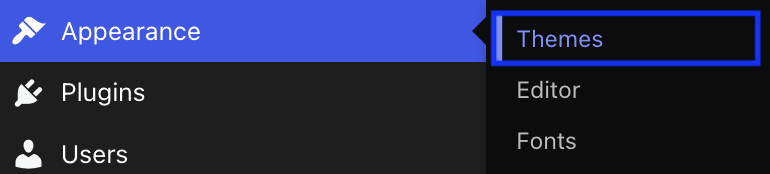 Appearance
Plugins
Users
Themes
Editor
Fonts